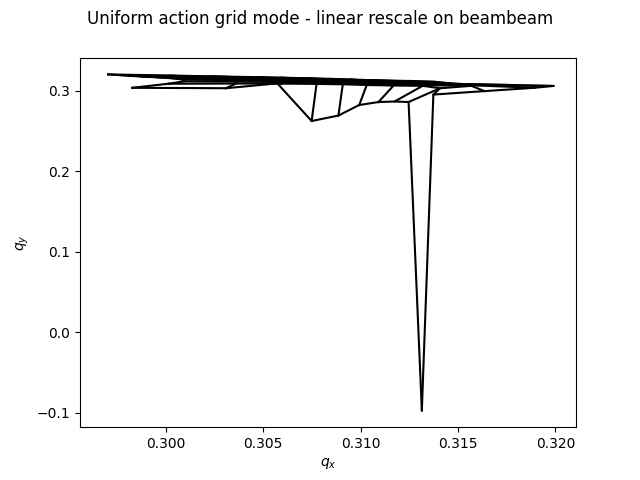 Uniform action grid mode - linear rescale on beambeam
q_y
0.3
0.2
0.1
0.0
−0.1
0.300 0.305 0.310 0.315 0.320
q_x